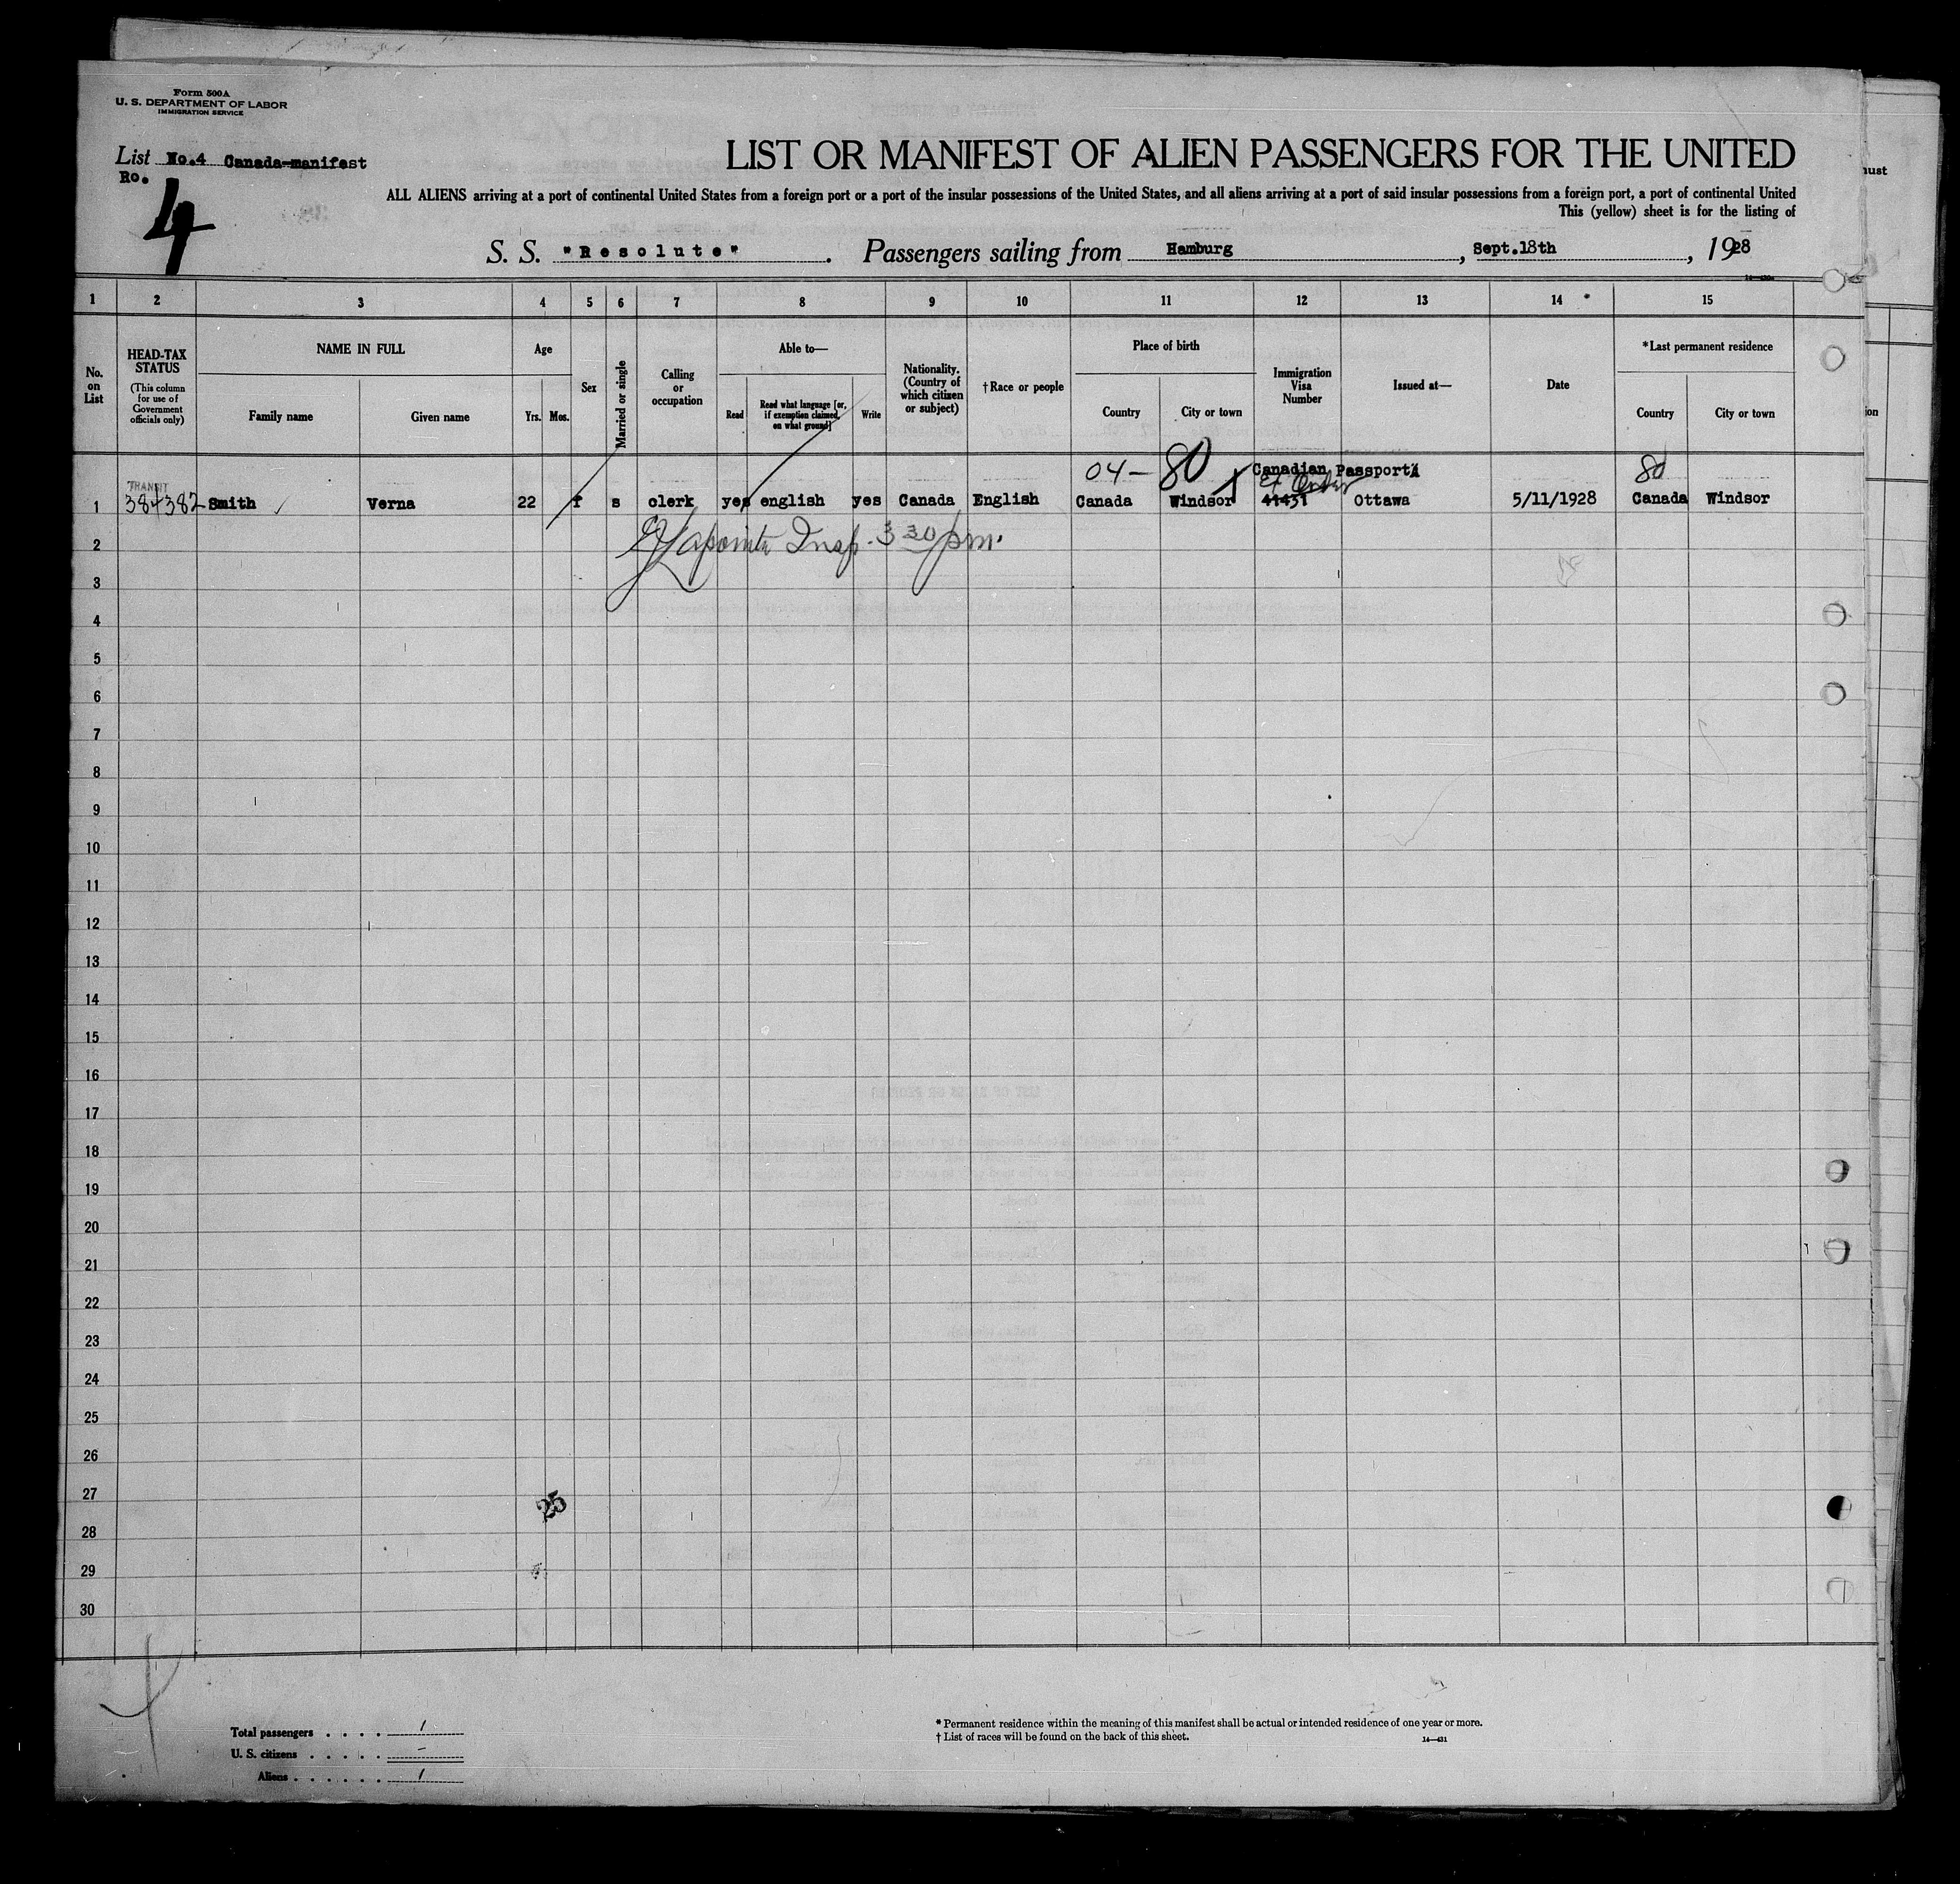 Form 500A
U. S. DEPARTMENT OF LABOR
IMMIGRATION SERVICE
List No.4 Canada-manifest
Ro.
4
LIST OR MANIFEST OF ALIEN PASSENGERS FOR THE UNITED
ALL ALIENS arriving at a port of continental United States from a foreign port or a port of the insular possessions of the United States, and all aliens arriving at a port of said insular possessions from a foreign port, a port of continental United
This (yellow) sheet is for the listing of
S. S. "Resolute". Passengers sailing from Hamburg, Sept.18th, 1928
1 2 3 4 5 6 7 8 9 10 11 12 13 14 15
No. on List
HEAD-TAX STATUS
(This column for use of Government officials only)
NAME IN FULL
Family name Given name
Age
Yrs. Mos.
Sex
Married or single
Calling or occupation
Able to—
Read
Read what language [or, if exemption claimed, on what ground]
Write
Nationality. (Country of which citizen or subject)
†Race or people
Place of birth
Country City or town
Immigration Visa Number
Issued at—
Date
*Last permanent residence
Country City or town
04-80 Canadian Passport 80
TRANSIT
1 384382 Smith Verna 22 f s clerk yes english yes Canada English Canada Windsor 41431 Ottawa 5/11/1928 Canada Windsor
2 Lapointe Insp. 3 30 pm.
3
4
5
6
7
8
9
10
11
12
13
14
15
16
17
18
19
20
21
22
23
24
25
26
27
25
28
29
30
Total passengers . . . . 1
U. S. citizens . . . . . -
Aliens . . . . . . 1
* Permanent residence within the meaning of this manifest shall be actual or intended residence of one year or more.
† List of races will be found on the back of this sheet.
14—431